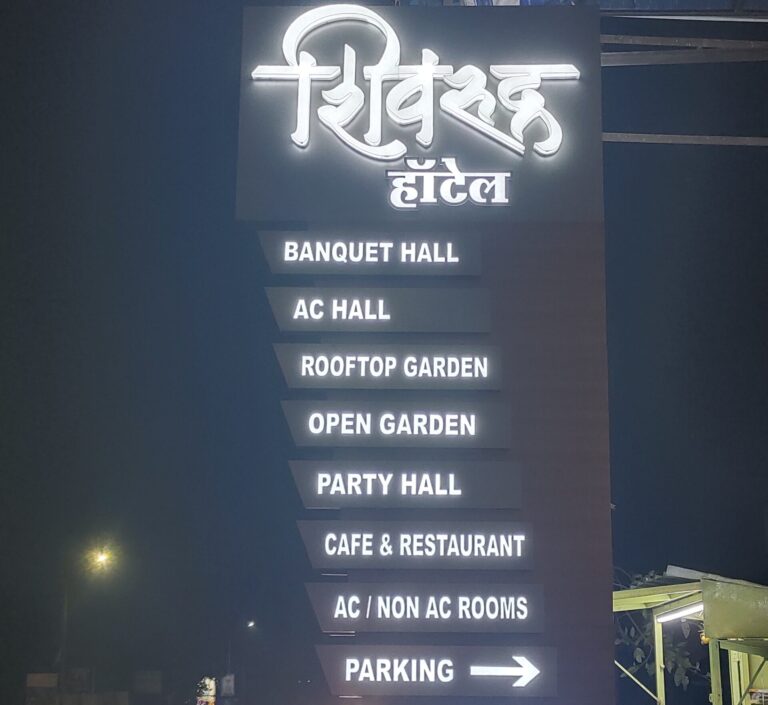 शिवरुद्र
हॉटेल
BANQUET HALL
AC HALL
ROOFTOP GARDEN
OPEN GARDEN
PARTY HALL
CAFE & RESTAURANT
AC / NON AC ROOMS
PARKING →